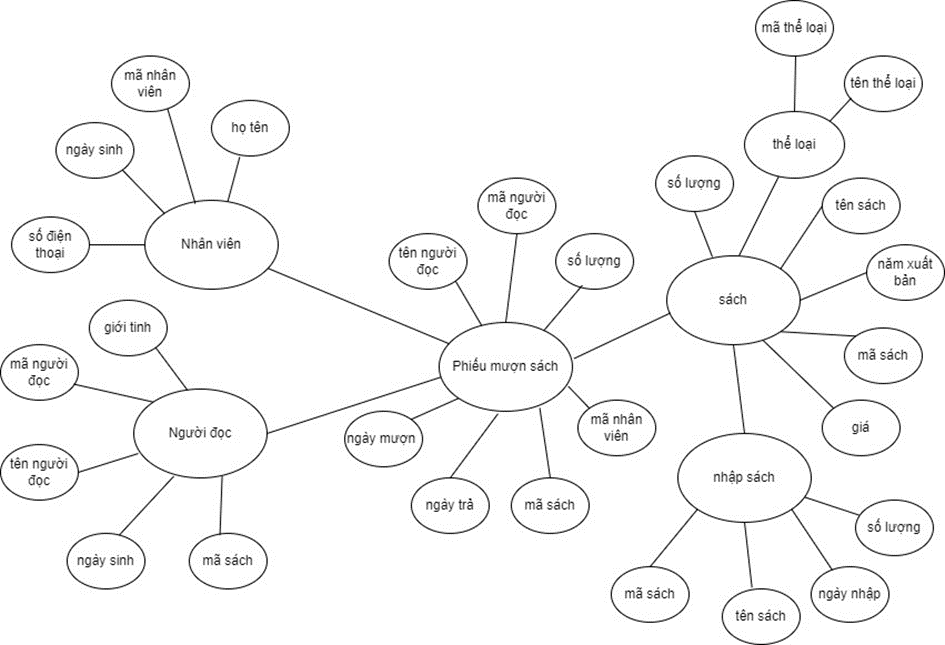 mã thể loại
mã nhân
viên
tên thể loại
họ tên
thể loại
ngày sinh
số lượng
mã người
đọc
tên sách
số điện
thoại
Nhân viên
tên người
đọc
số lượng
năm xuất
bản
sách
giới tinh
mã sách
mã người
đọc
Phiếu mượn sách
Người đọc
ngày mượn
mã nhân
viên
giá
tên người
đọc
nhập sách
ngày trả
mã sách
số lượng
ngày sinh
mã sách
mã sách
tên sách
ngày nhập